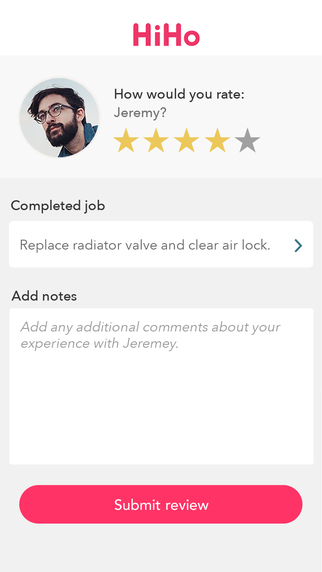 HiHo
How would you rate:
Jeremy?
Completed job
Replace radiator valve and clear air lock.
Add notes
Add any additional comments about your
experience with Jeremey.
Submit review